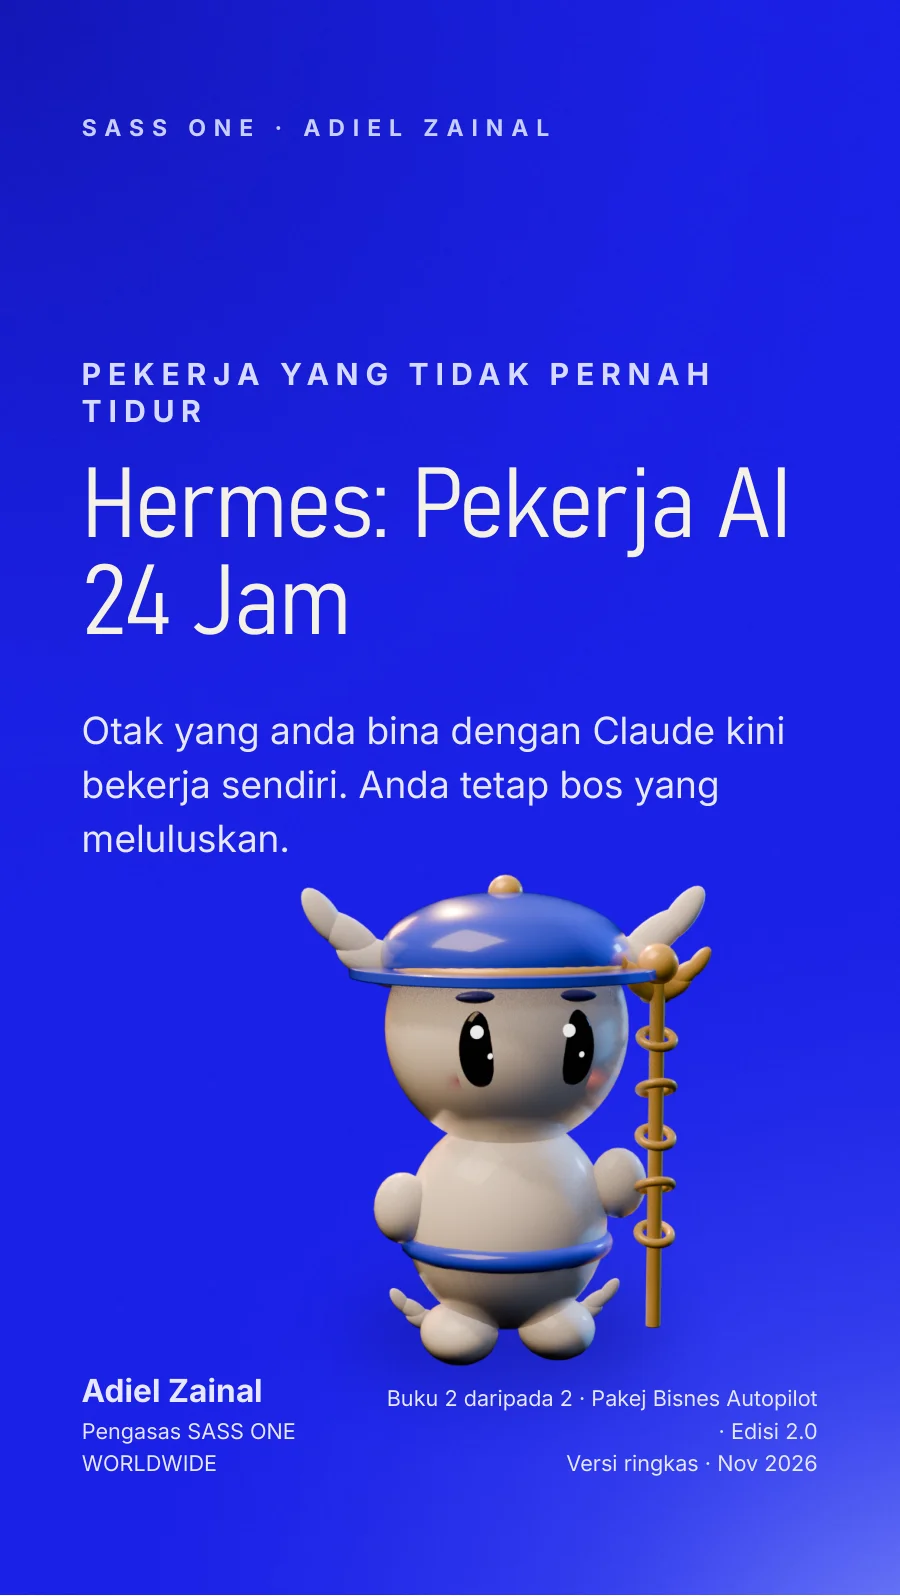 SASS ONE · ADIEL ZAINAL
PEKERJA YANG TIDAK PERNAH
TIDUR
Hermes: Pekerja AI
24 Jam
Otak yang anda bina dengan Claude kini
bekerja sendiri. Anda tetap bos yang
meluluskan.
Adiel Zainal
Pengasas SASS ONE
WORLDWIDE
Buku 2 daripada 2 · Pakej Bisnes Autopilot
· Edisi 2.0
Versi ringkas · Nov 2026